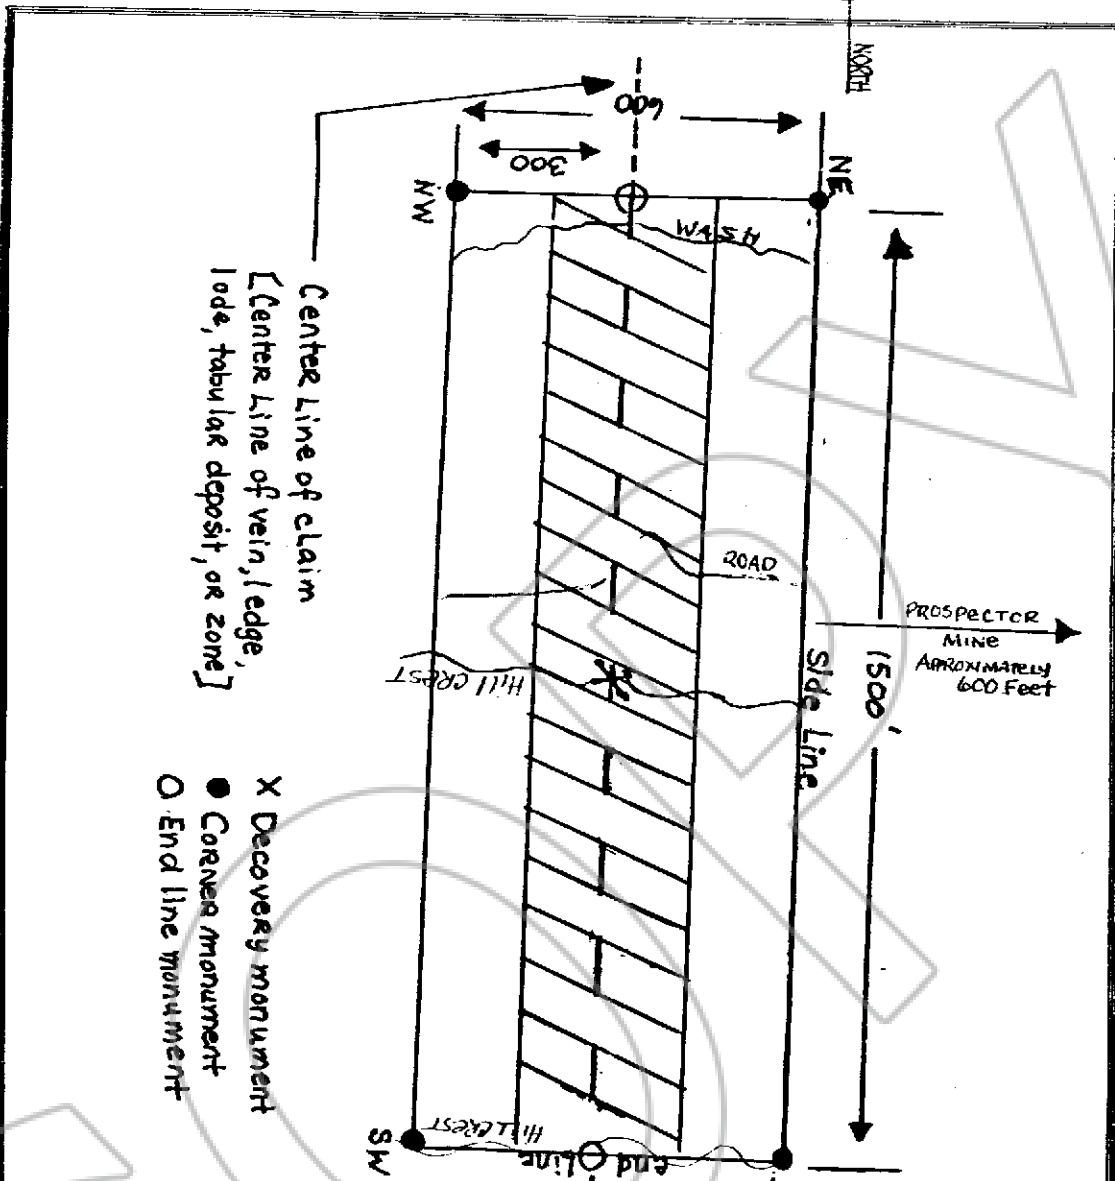 NORTH
600
300
NE
NW
WASH
ROAD
PROSPECTOR
MINE
APPROXIMATELY
600 Feet
1500'
Side Line
Hill CREST
Center Line of claim
[Center Line of vein, ledge,
lode, tabular deposit, or zone]
X Decovery monument
● Corner monument
O End line monument
HILLCREST
SW
end Line
COPY